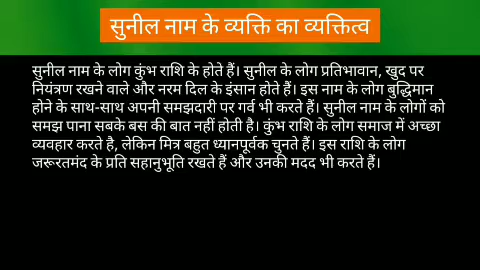 सुनील नाम के व्यक्ति का व्यक्तित्व
सुनील नाम के लोग कुंभ राशि के होते हैं। सुनील के लोग प्रतिभावान, खुद पर
नियंत्रण रखने वाले और नरम दिल के इंसान होते हैं। इस नाम के लोग बुद्धिमान
होने के साथ-साथ अपनी समझदारी पर गर्व भी करते हैं। सुनील नाम के लोगों को
समझ पाना सबके बस की बात नहीं होती है। कुंभ राशि के लोग समाज में अच्छा
व्यवहार करते है, लेकिन मित्र बहुत ध्यानपूर्वक चुनते हैं। इस राशि के लोग
जरूरतमंद के प्रति सहानुभूति रखते हैं और उनकी मदद भी करते हैं।